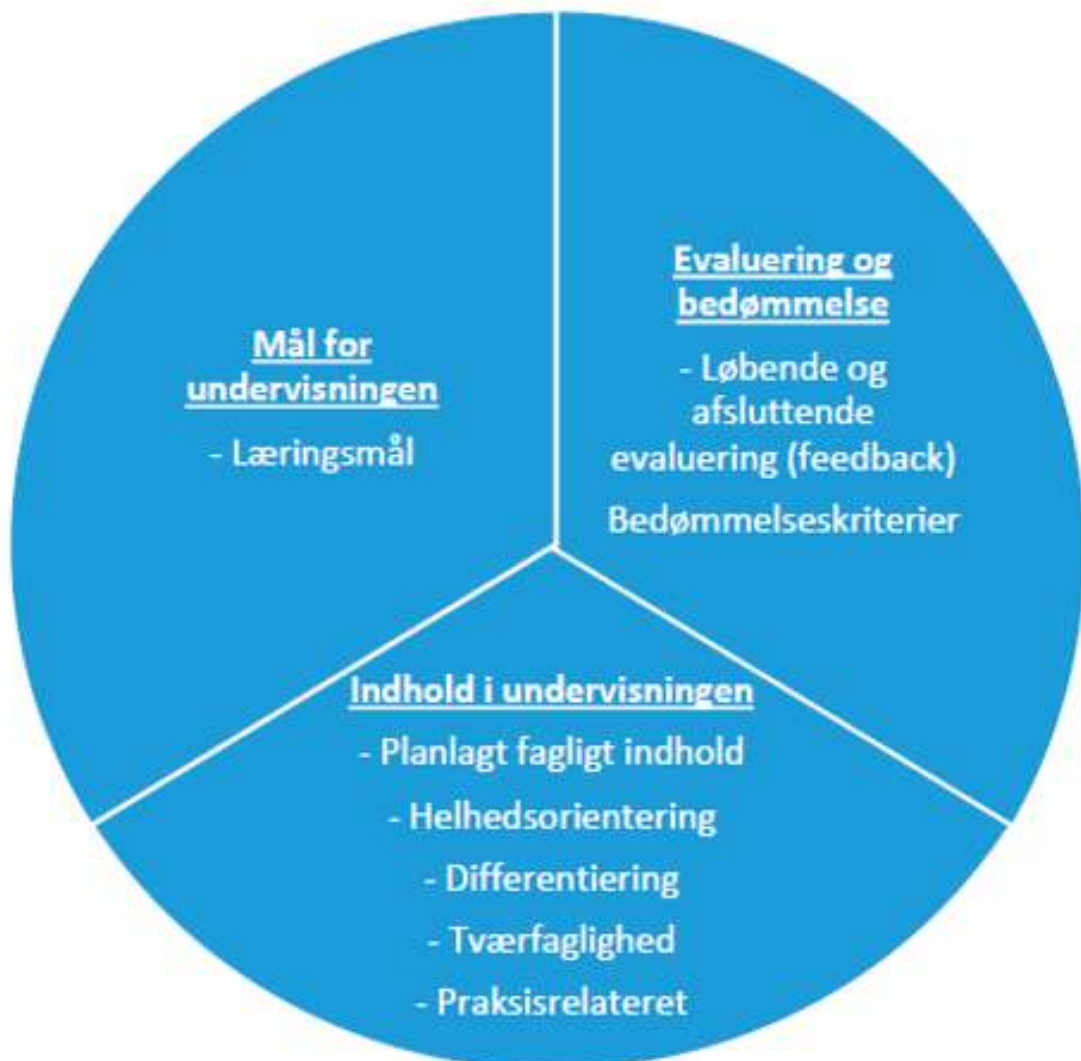 Mål for
undervisningen
- Læringsmål
Evaluering og
bedømmelse
- Løbende og
afsluttende
evaluering (feedback)
Bedømmelseskriterier
Indhold i undervisningen
- Planlagt fagligt indhold
- Helhedsorientering
- Differentiering
- Tværfaglighed
- Praksisrelateret